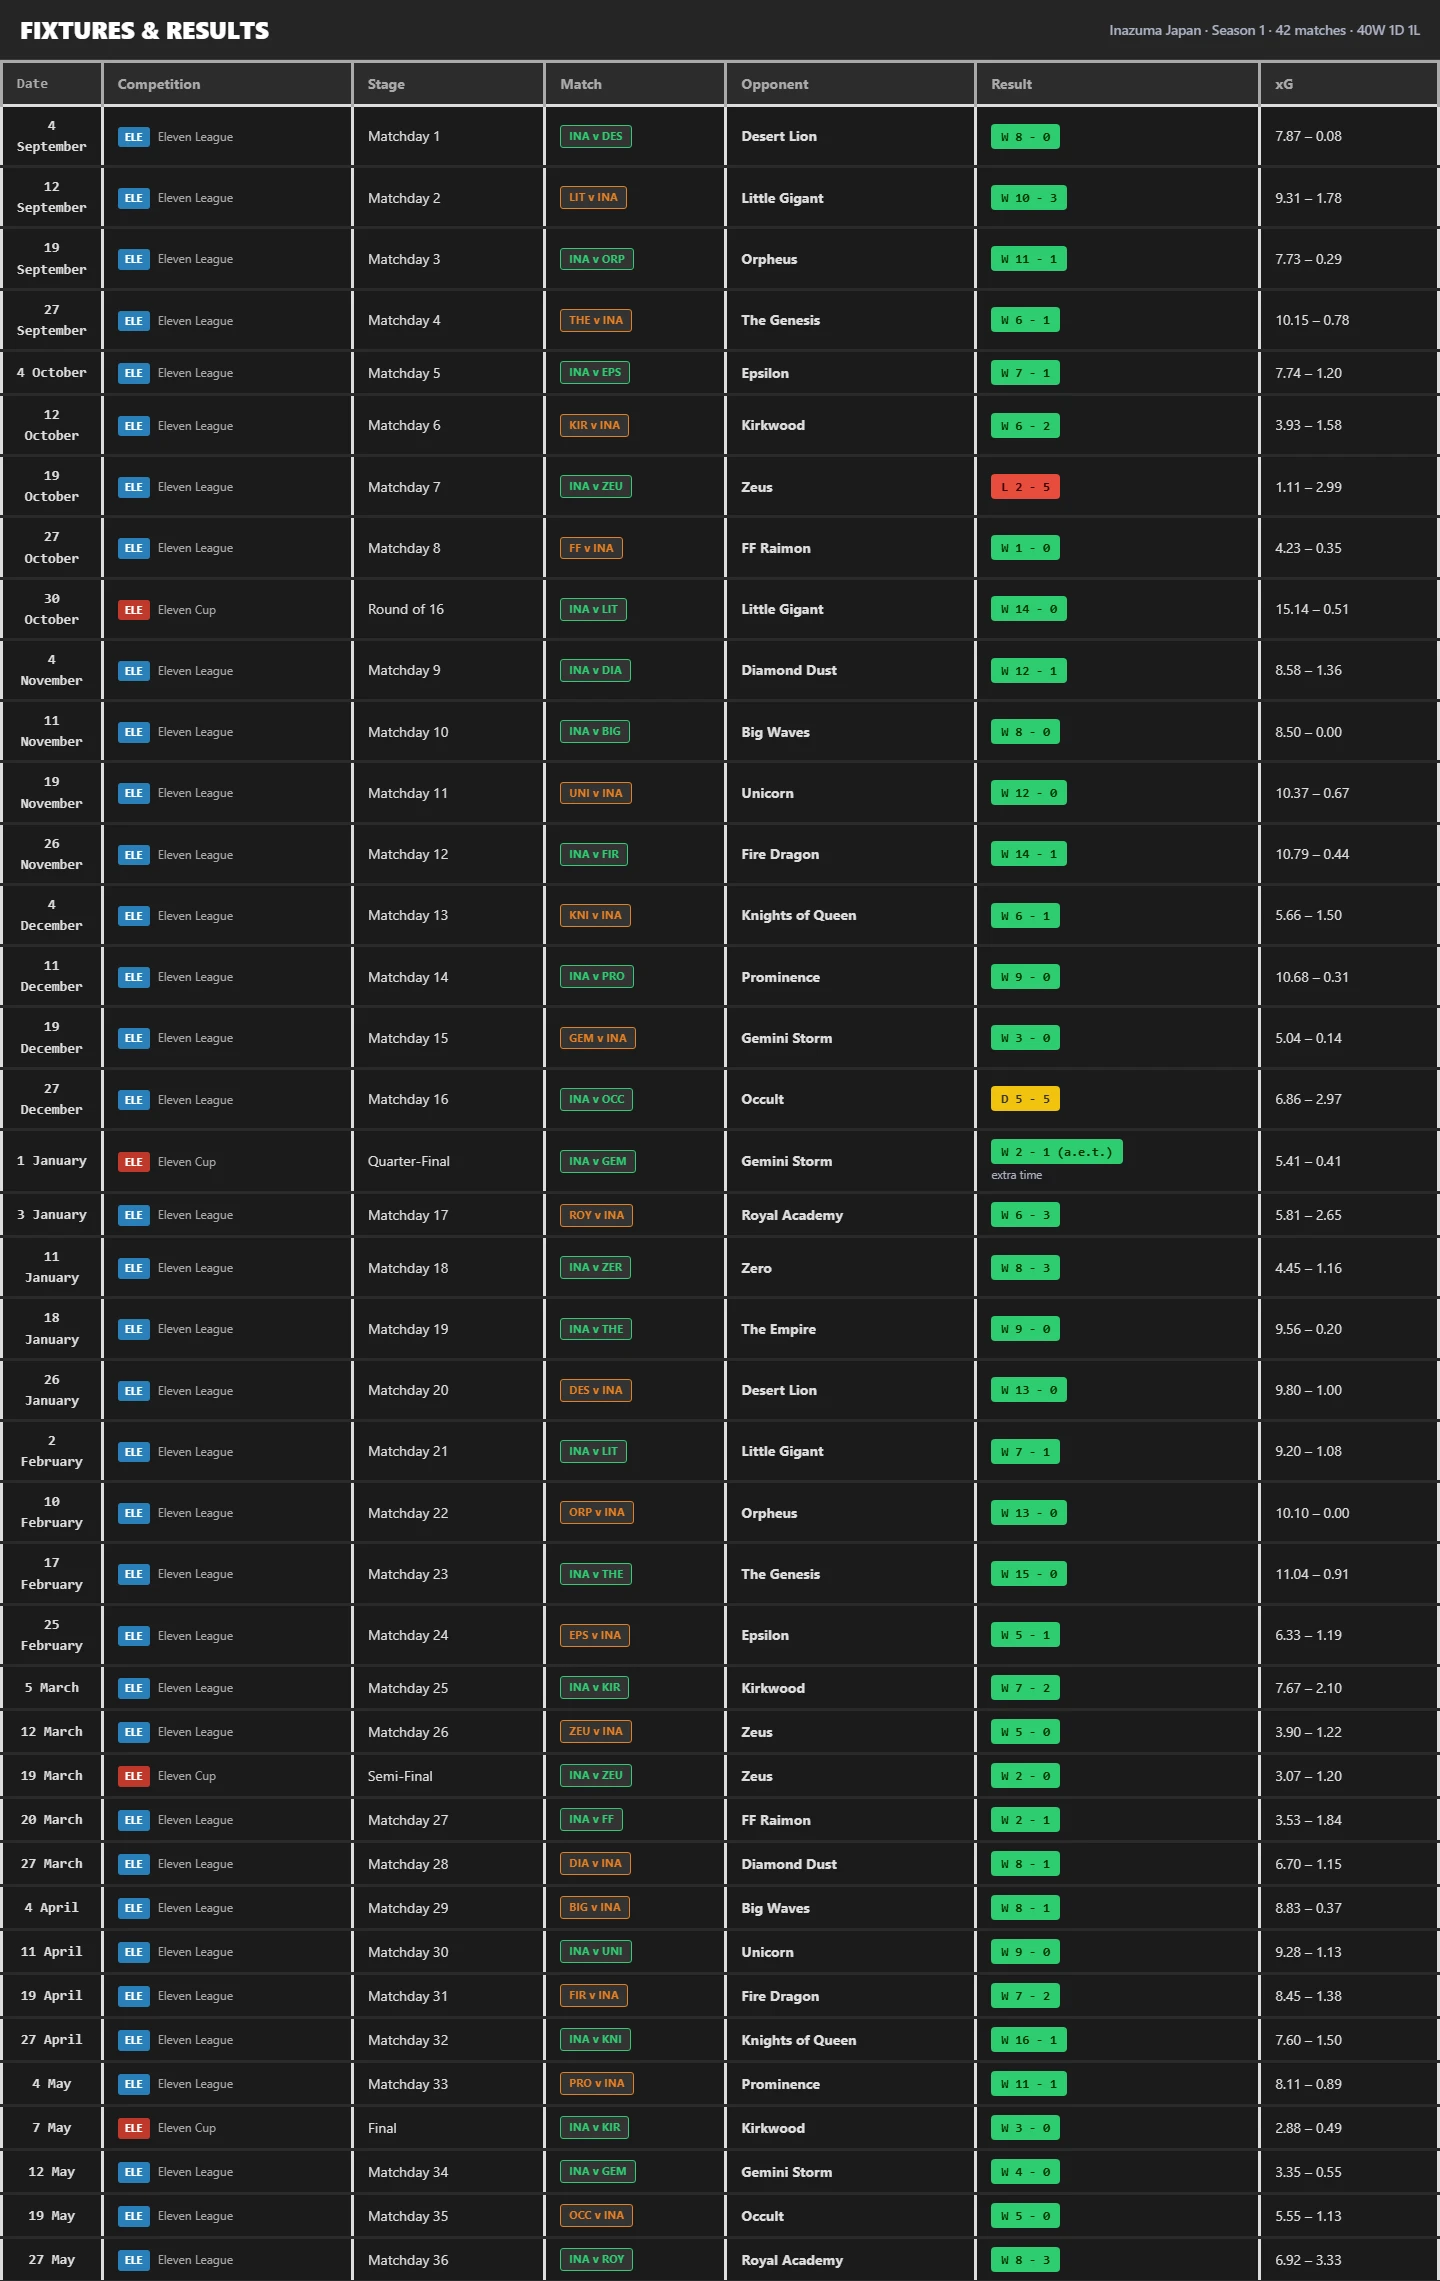 FIXTURES & RESULTS
Inazuma Japan · Season 1 · 42 matches · 40W 1D 1L
Date Competition Stage Match Opponent Result xG
4 September ELE Eleven League Matchday 1 INA v DES Desert Lion W 8 - 0 7.87 – 0.08
12 September ELE Eleven League Matchday 2 LIT v INA Little Gigant W 10 - 3 9.31 – 1.78
19 September ELE Eleven League Matchday 3 INA v ORP Orpheus W 11 - 1 7.73 – 0.29
27 September ELE Eleven League Matchday 4 THE v INA The Genesis W 6 - 1 10.15 – 0.78
4 October ELE Eleven League Matchday 5 INA v EPS Epsilon W 7 - 1 7.74 – 1.20
12 October ELE Eleven League Matchday 6 KIR v INA Kirkwood W 6 - 2 3.93 – 1.58
19 October ELE Eleven League Matchday 7 INA v ZEU Zeus L 2 - 5 1.11 – 2.99
27 October ELE Eleven League Matchday 8 FF v INA FF Raimon W 1 - 0 4.23 – 0.35
30 October ELE Eleven Cup Round of 16 INA v LIT Little Gigant W 14 - 0 15.14 – 0.51
4 November ELE Eleven League Matchday 9 INA v DIA Diamond Dust W 12 - 1 8.58 – 1.36
11 November ELE Eleven League Matchday 10 INA v BIG Big Waves W 8 - 0 8.50 – 0.00
19 November ELE Eleven League Matchday 11 UNI v INA Unicorn W 12 - 0 10.37 – 0.67
26 November ELE Eleven League Matchday 12 INA v FIR Fire Dragon W 14 - 1 10.79 – 0.44
4 December ELE Eleven League Matchday 13 KNI v INA Knights of Queen W 6 - 1 5.66 – 1.50
11 December ELE Eleven League Matchday 14 INA v PRO Prominence W 9 - 0 10.68 – 0.31
19 December ELE Eleven League Matchday 15 GEM v INA Gemini Storm W 3 - 0 5.04 – 0.14
27 December ELE Eleven League Matchday 16 INA v OCC Occult D 5 - 5 6.86 – 2.97
1 January ELE Eleven Cup Quarter-Final INA v GEM Gemini Storm W 2 - 1 (a.e.t.) extra time 5.41 – 0.41
3 January ELE Eleven League Matchday 17 ROY v INA Royal Academy W 6 - 3 5.81 – 2.65
11 January ELE Eleven League Matchday 18 INA v ZER Zero W 8 - 3 4.45 – 1.16
18 January ELE Eleven League Matchday 19 INA v THE The Empire W 9 - 0 9.56 – 0.20
26 January ELE Eleven League Matchday 20 DES v INA Desert Lion W 13 - 0 9.80 – 1.00
2 February ELE Eleven League Matchday 21 INA v LIT Little Gigant W 7 - 1 9.20 – 1.08
10 February ELE Eleven League Matchday 22 ORP v INA Orpheus W 13 - 0 10.10 – 0.00
17 February ELE Eleven League Matchday 23 INA v THE The Genesis W 15 - 0 11.04 – 0.91
25 February ELE Eleven League Matchday 24 EPS v INA Epsilon W 5 - 1 6.33 – 1.19
5 March ELE Eleven League Matchday 25 INA v KIR Kirkwood W 7 - 2 7.67 – 2.10
12 March ELE Eleven League Matchday 26 ZEU v INA Zeus W 5 - 0 3.90 – 1.22
19 March ELE Eleven Cup Semi-Final INA v ZEU Zeus W 2 - 0 3.07 – 1.20
20 March ELE Eleven League Matchday 27 INA v FF FF Raimon W 2 - 1 3.53 – 1.84
27 March ELE Eleven League Matchday 28 DIA v INA Diamond Dust W 8 - 1 6.70 – 1.15
4 April ELE Eleven League Matchday 29 BIG v INA Big Waves W 8 - 1 8.83 – 0.37
11 April ELE Eleven League Matchday 30 INA v UNI Unicorn W 9 - 0 9.28 – 1.13
19 April ELE Eleven League Matchday 31 FIR v INA Fire Dragon W 7 - 2 8.45 – 1.38
27 April ELE Eleven League Matchday 32 INA v KNI Knights of Queen W 16 - 1 7.60 – 1.50
4 May ELE Eleven League Matchday 33 PRO v INA Prominence W 11 - 1 8.11 – 0.89
7 May ELE Eleven Cup Final INA v KIR Kirkwood W 3 - 0 2.88 – 0.49
12 May ELE Eleven League Matchday 34 INA v GEM Gemini Storm W 4 - 0 3.35 – 0.55
19 May ELE Eleven League Matchday 35 OCC v INA Occult W 5 - 0 5.55 – 1.13
27 May ELE Eleven League Matchday 36 INA v ROY Royal Academy W 8 - 3 6.92 – 3.33